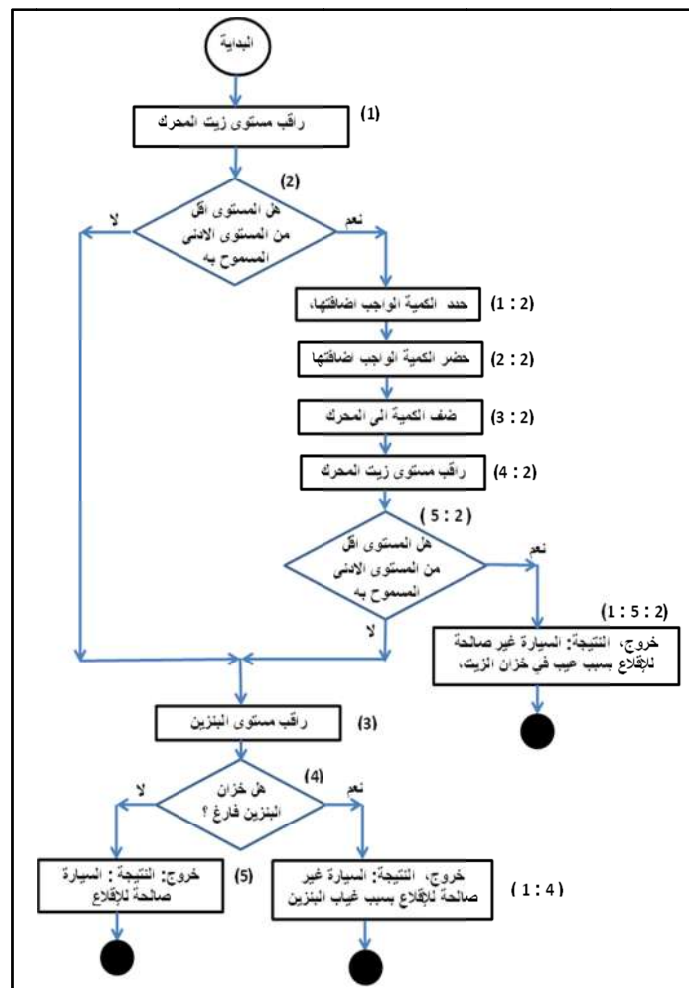 البداية
(1)
راقب مستوى زيت المحرك
(2)
هل المستوى اقل
من المستوى الادنى
المسموح به
لا
نعم
حدد الكمية الواجب اضافتها،
(1 : 2)
حضر الكمية الواجب اضافتها
(2 : 2)
ضف الكمية الى المحرك
(3 : 2)
راقب مستوى زيت المحرك
(4 : 2)
( 5 : 2 )
هل المستوى اقل
من المستوى الادنى
المسموح به
نعم
لا
(1 : 5 : 2 )
خروج، النتيجة: السيارة غير صالحة
للإقلاع بسبب عيب في خزان الزيت،
راقب مستوى البنزين
(3)
(4)
هل خزان
البنزين فارغ ؟
نعم
لا
خروج، النتيجة: السيارة غير
صالحة للإقلاع بسبب غياب البنزين
( 1 : 4 )
خروج: النتيجة : السيارة
صالحة للإقلاع
(5)